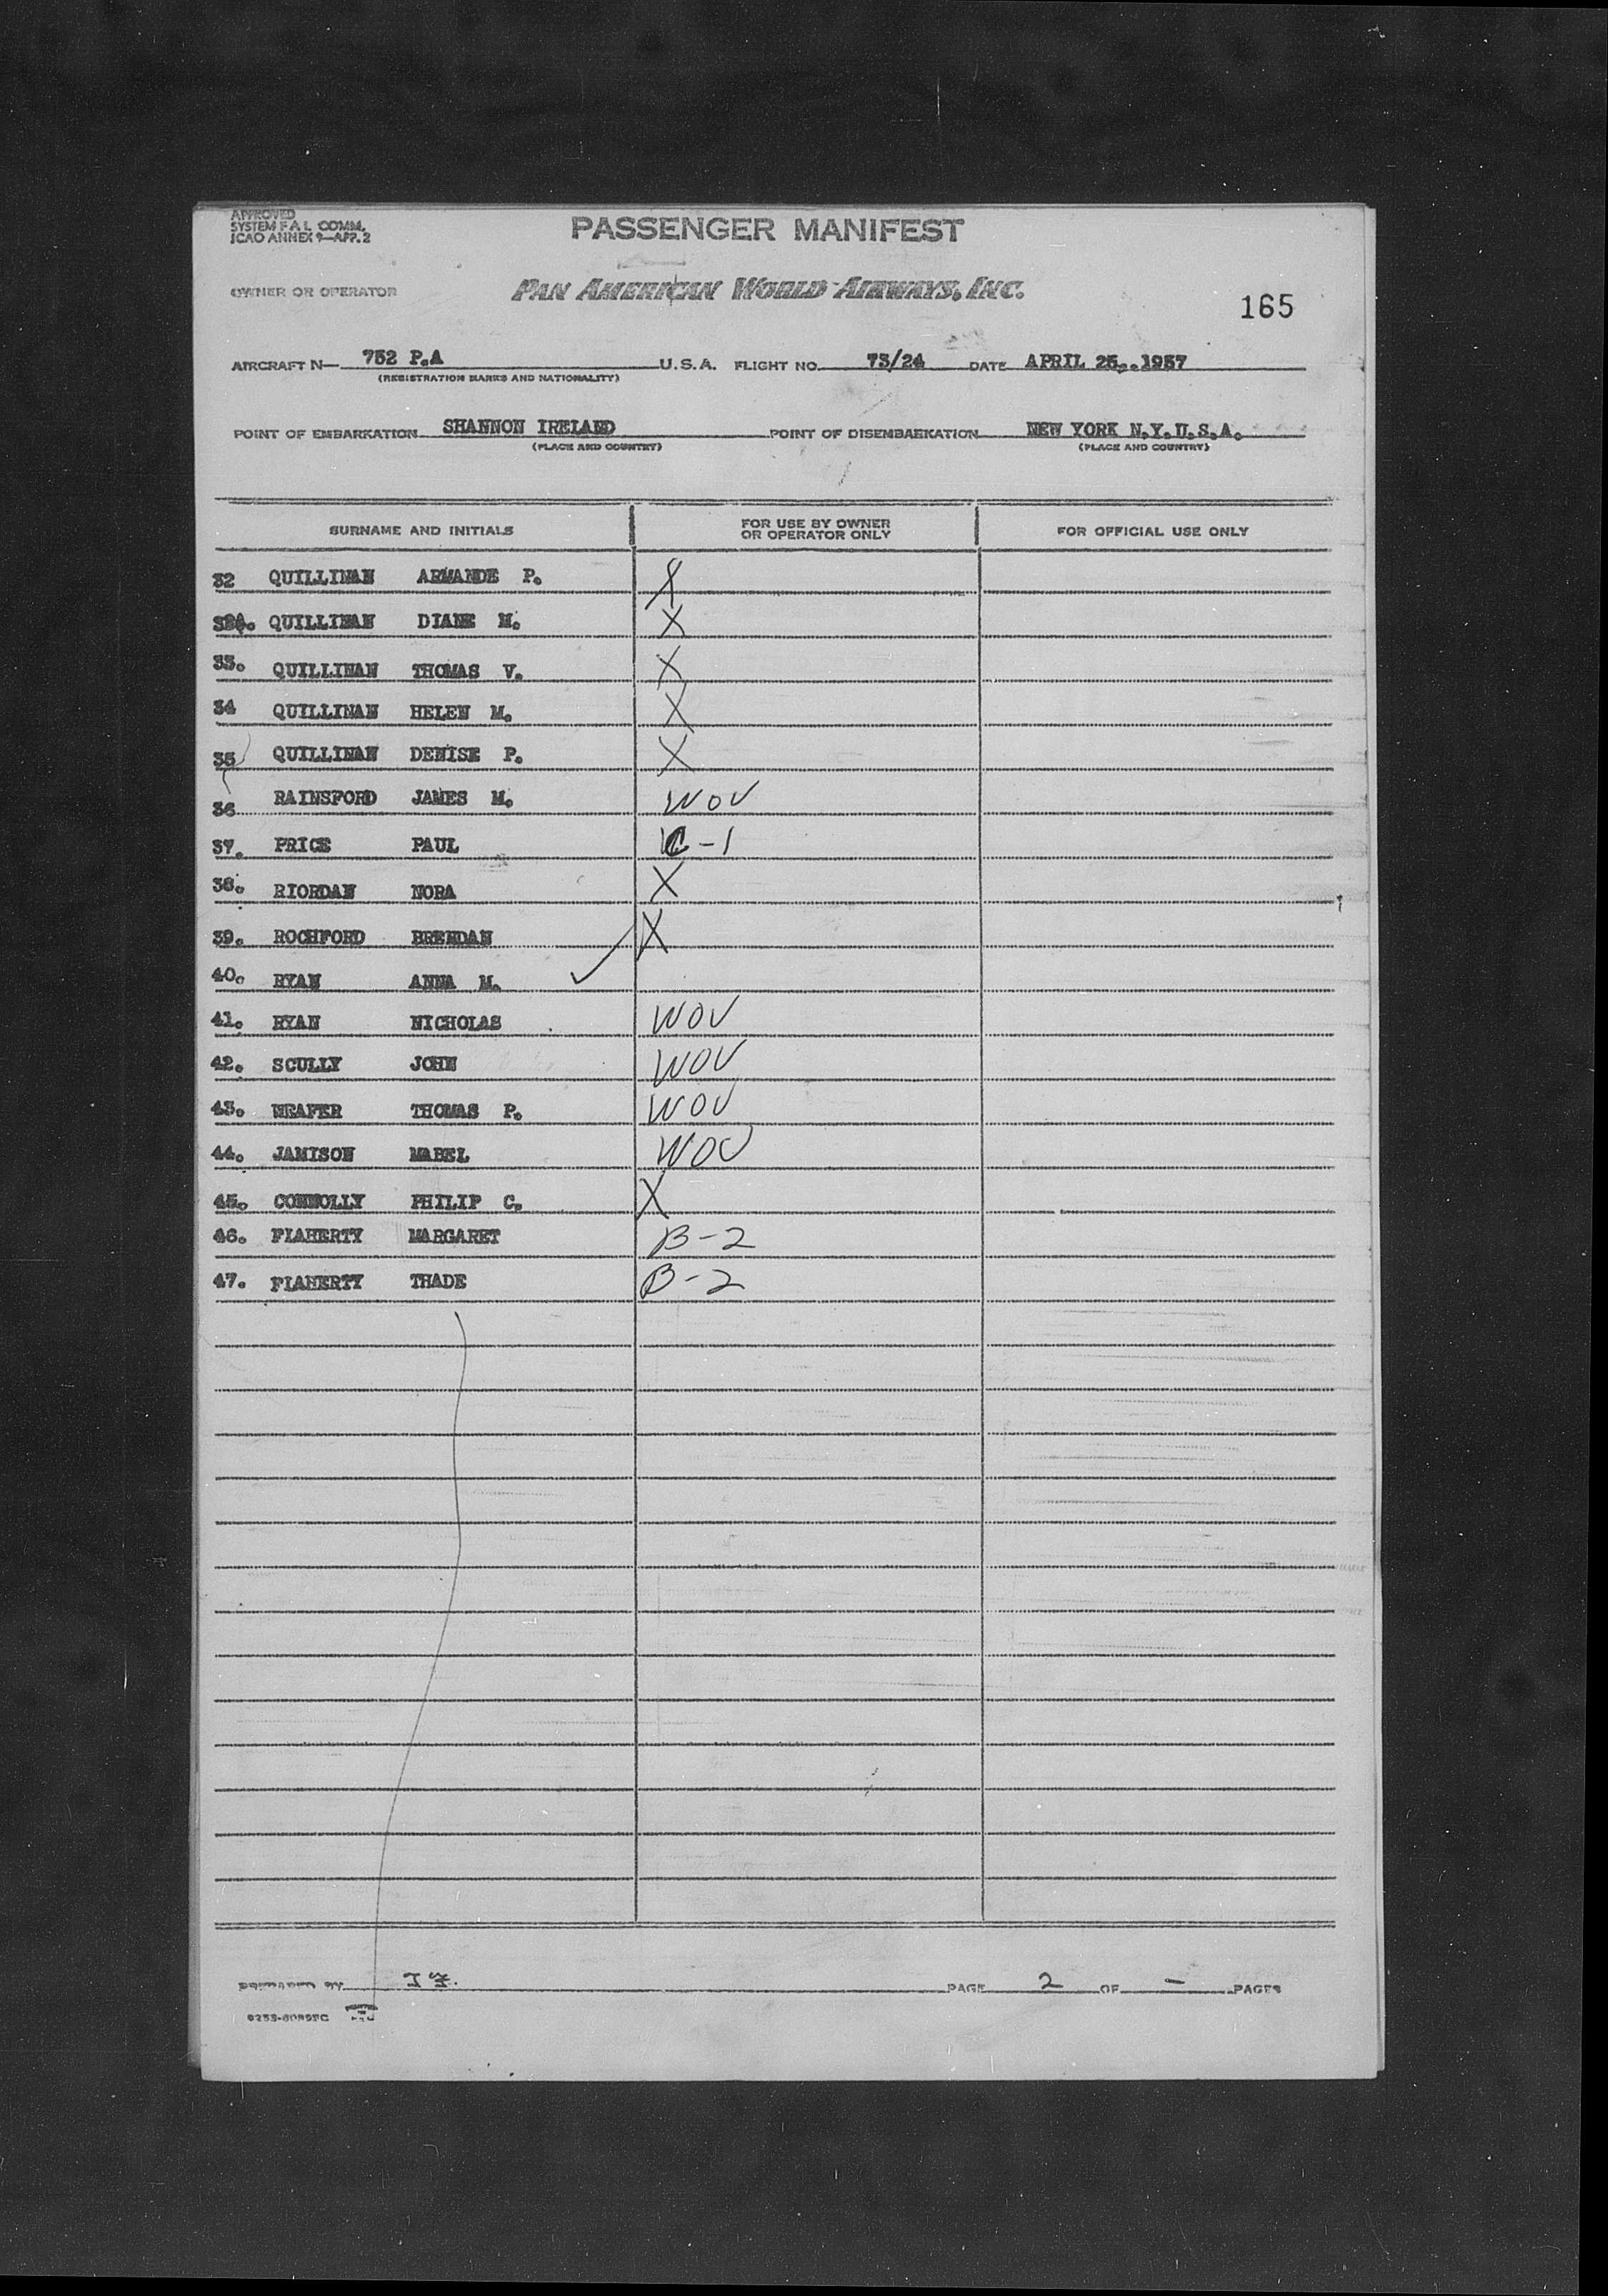 APPROVED
SYSTEM F A L COMM.
ICAO ANNEX 9—APP. 2
PASSENGER MANIFEST
OWNER OR OPERATOR PAN AMERICAN WORLD AIRWAYS, INC.
165
AIRCRAFT N— 752 P.A U.S.A. FLIGHT NO. 73/24 DATE APRIL 25,.1957
(REGISTRATION MARKS AND NATIONALITY)
POINT OF EMBARKATION SHANNON IRELAND POINT OF DISEMBARKATION NEW YORK N.Y.U.S.A.
(PLACE AND COUNTRY) (PLACE AND COUNTRY)
SURNAME AND INITIALS FOR USE BY OWNER OR OPERATOR ONLY FOR OFFICIAL USE ONLY
32 QUILLINAN ARMANDE P. X
QUILLINAN DIANE M. X
33. QUILLINAN THOMAS V. X
34 QUILLINAN HELEN M. X
35 QUILLINAN DENISE P. X
36 RAINSFORD JAMES M. WOV
37. PRICE PAUL C-1
38. RIORDAN NORA X
39. ROCHFORD BRENDAN X
40. RYAN ANNA M. ✓
41. RYAN NICHOLAS WOV
42. SCULLY JOHN WOV
43. THOMAS P. WOV
44. JAMISON MABEL WOV
45. CONNOLLY PHILIP C. X
46. FLAHERTY MARGARET B-2
47. FLAHERTY THADE B-2
PAGE 2 OF — PAGES